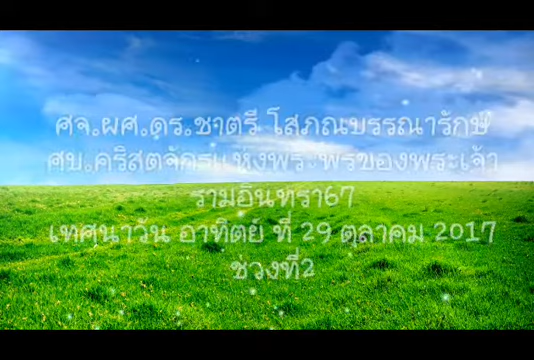 ศจ.ผศ.ดร.ชาตรี โสภณบรรณารักษ์
ศบ.คริสตจักรแห่งพระพรของพระเจ้า
รามอินทรา67
เทศนาวัน อาทิตย์ ที่ 29 ตุลาคม 2017
ช่วงที่2